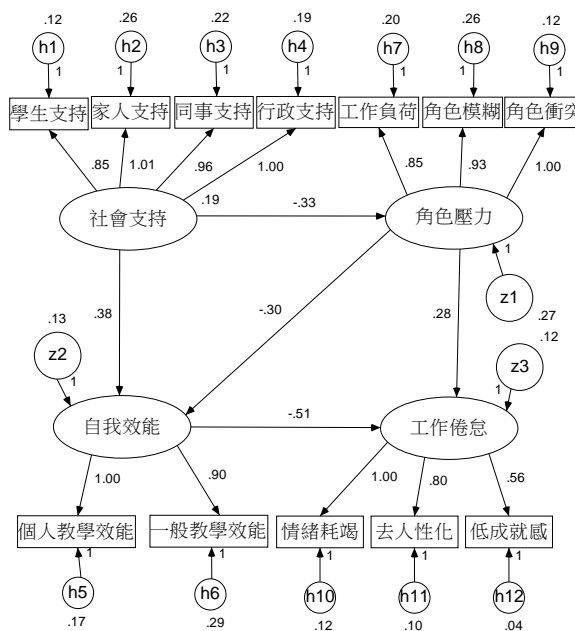 .12 .26 .22 .19 .20 .26 .12
h1 h2 h3 h4 h7 h8 h9
1 1 1 1 1 1 1
學生支持 家人支持 同事支持 行政支持 工作負荷 角色模糊 角色衝突
.85 1.01 .96 1.00 .85 .93 1.00
社會支持 .19 -.33 角色壓力
1
z1
.38 -.30 .28 .27
.13 .12
z2 z3
1 1
自我效能 -.51 工作倦怠
1.00 .90 1.00 .80 .56
個人教學效能 一般教學效能 情緒耗竭 去人性化 低成就感
1 1 1 1 1
h5 h6 h10 h11 h12
.17 .29 .12 .10 .04